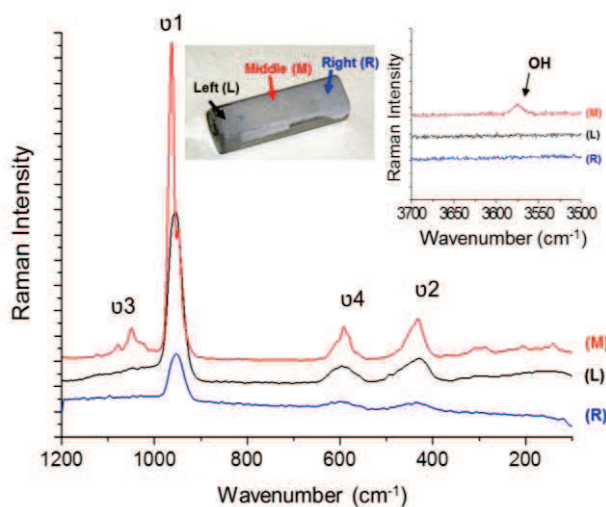 υ1
Middle (M)
Right (R)
Left (L)
OH
(M)
(L)
(R)
Raman Intensity
3700 3650 3600 3550 3500
Wavenumber (cm-1)
Raman Intensity
υ3
υ4
υ2
(M)
(L)
(R)
1200 1000 800 600 400 200
Wavenumber (cm-1)